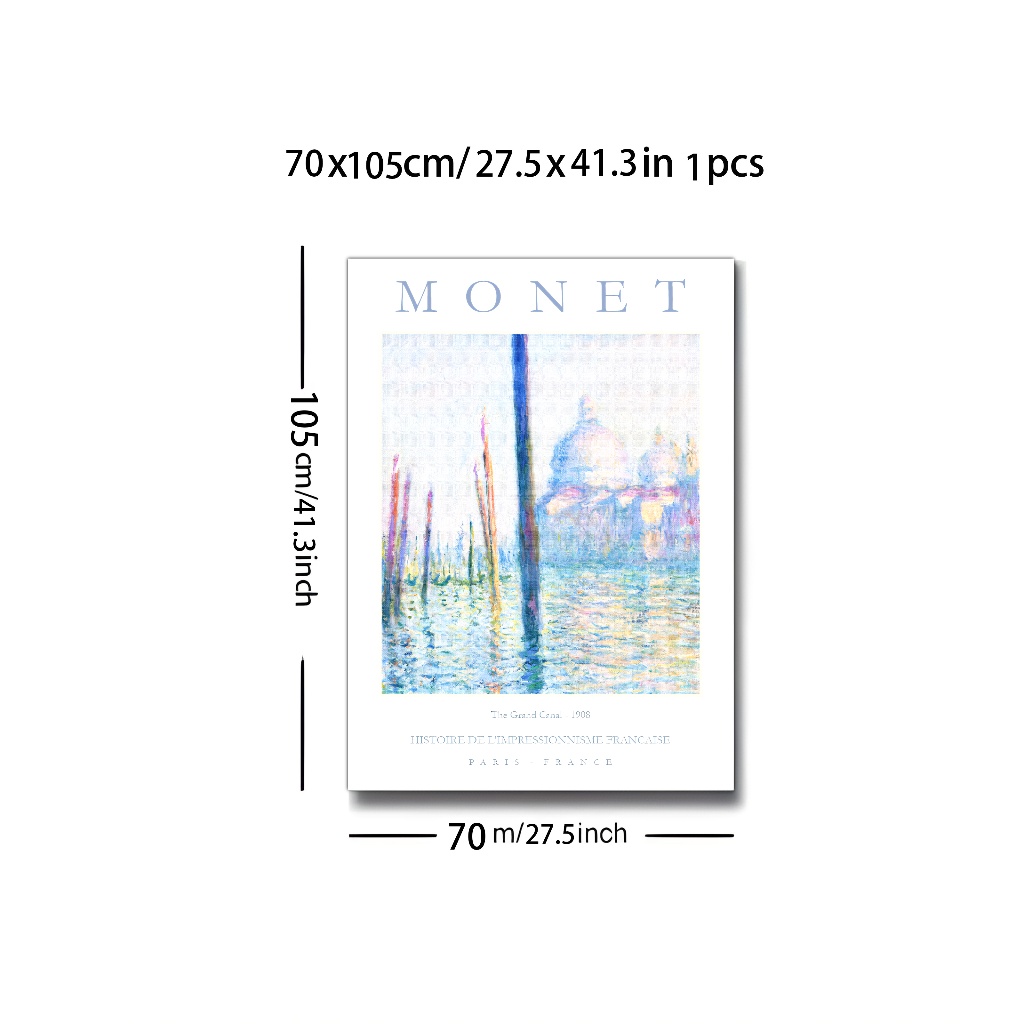 70x105cm/27.5x41.3in 1pcs
105cm/41.3inch
MONET
The Grand Canal - 1908
HISTOIRE DE L'IMPRESSIONNISME FRANCAISE
PARIS - FRANCE
70 m/27.5inch